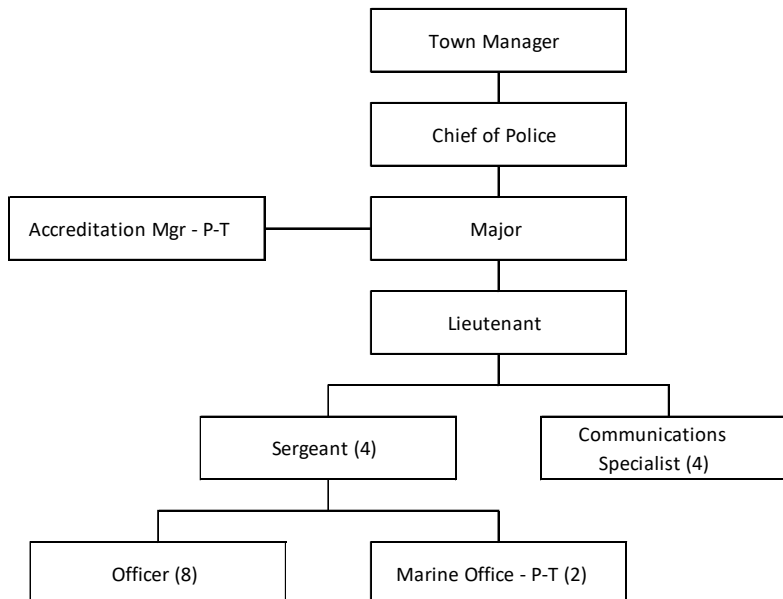 Town Manager
Chief of Police
Accreditation Mgr - P-T
Major
Lieutenant
Sergeant (4)
Communications
Specialist (4)
Officer (8)
Marine Office - P-T (2)